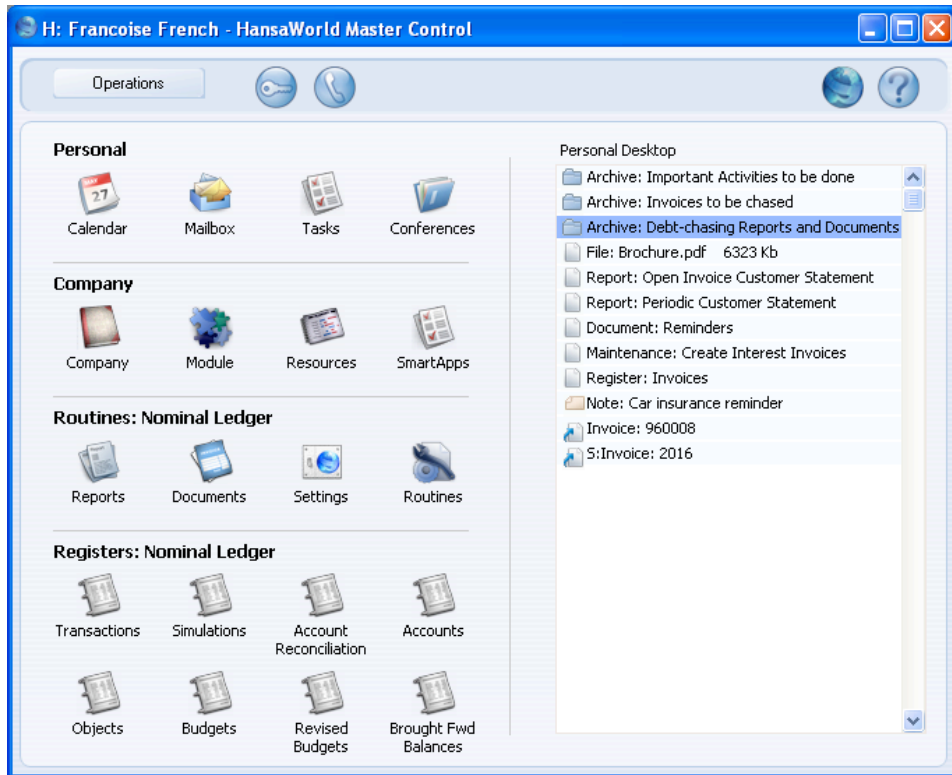 H: Francoise French - HansaWorld Master Control
Operations
?
Personal
MAY
27
Calendar
Mailbox
Tasks
Conferences
Company
Company
Module
Resources
SmartApps
Routines: Nominal Ledger
Reports
Documents
Settings
Routines
Registers: Nominal Ledger
Transactions
Simulations
Account
Reconciliation
Accounts
Objects
Budgets
Revised
Budgets
Brought Fwd
Balances
Personal Desktop
Archive: Important Activities to be done
Archive: Invoices to be chased
Archive: Debt-chasing Reports and Documents
File: Brochure.pdf 6323 Kb
Report: Open Invoice Customer Statement
Report: Periodic Customer Statement
Document: Reminders
Maintenance: Create Interest Invoices
Register: Invoices
Note: Car insurance reminder
Invoice: 960008
S:Invoice: 2016